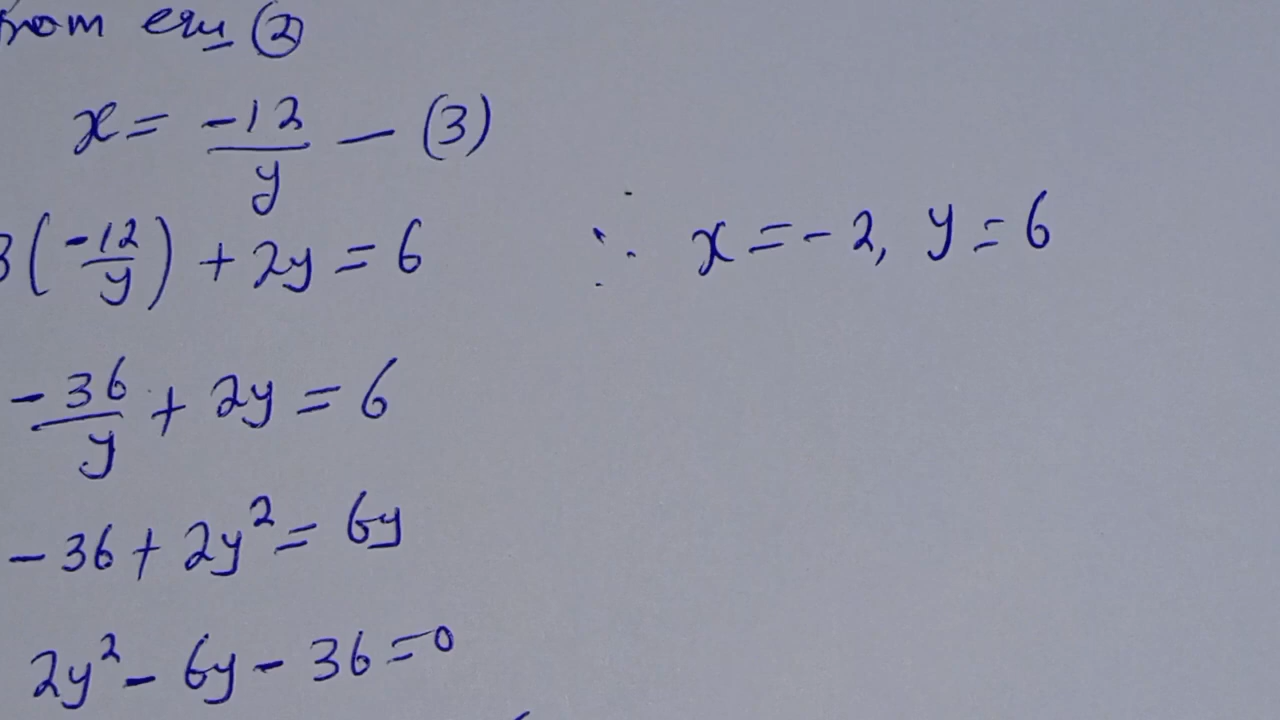 from eqn (2)
x = -12/y — (3)
3(-12/y) + 2y = 6
-36/y + 2y = 6
-36 + 2y² = 6y
2y² - 6y - 36 = 0
∴ x = -2, y = 6